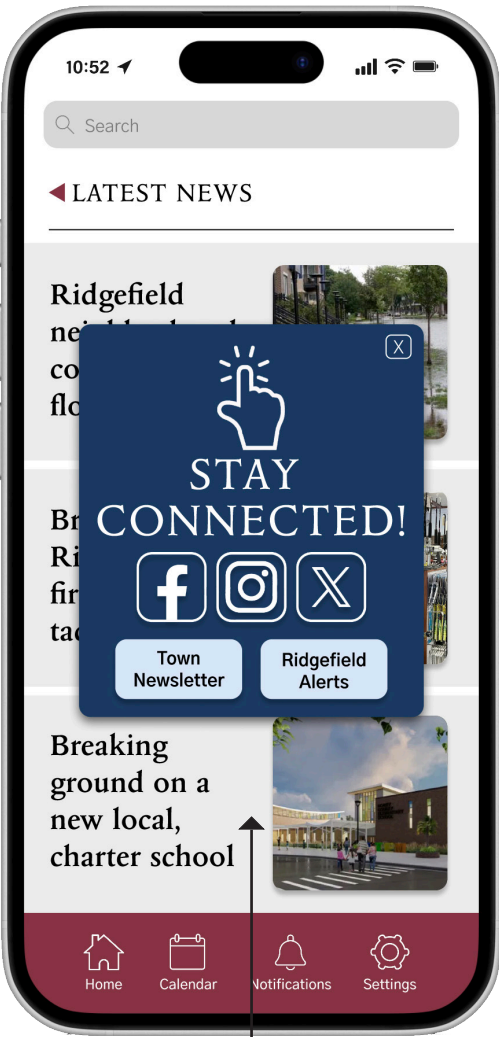 10:52
Search
LATEST NEWS
Ridgefield
STAY
CONNECTED!
Town
Newsletter
Ridgefield
Alerts
Breaking
ground on a
new local,
charter school
Home
Calendar
Notifications
Settings